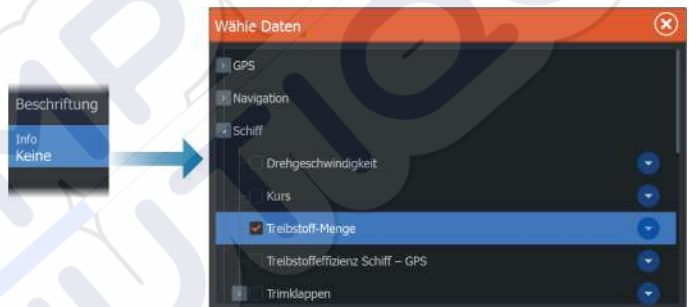 Wähle Daten
GPS
Navigation
Schiff
Drehgeschwindigkeit
Kurs
Treibstoff-Menge
Treibstoffeffizienz Schiff – GPS
Trimklappen
Beschriftung
Info
Keine